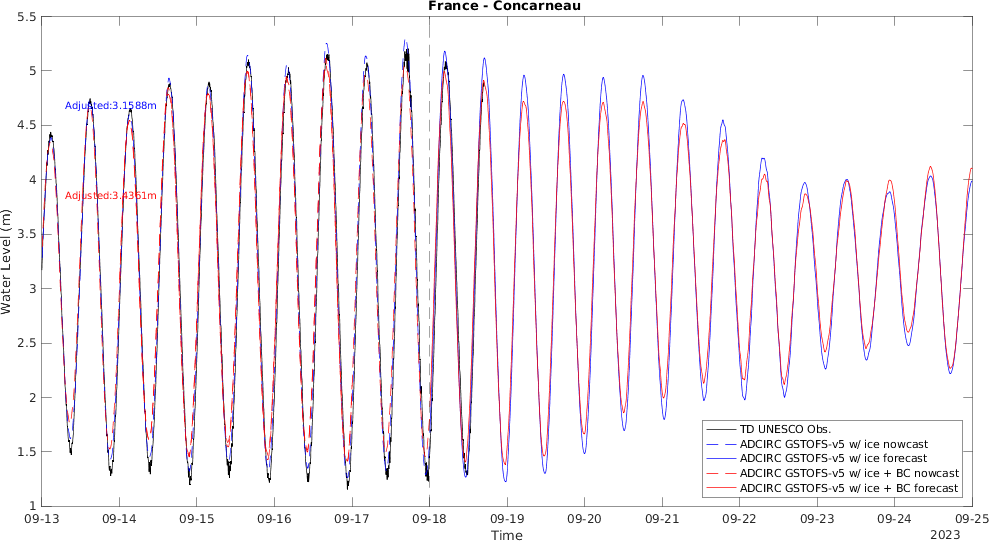 France - Concarneau
5.5
5
4.5
4
3.5
3
2.5
2
1.5
1
Water Level (m)
Adjusted:3.1588m
Adjusted:3.4361m
TD UNESCO Obs.
ADCIRC GSTOFS-v5 w/ ice nowcast
ADCIRC GSTOFS-v5 w/ ice forecast
ADCIRC GSTOFS-v5 w/ ice + BC nowcast
ADCIRC GSTOFS-v5 w/ ice + BC forecast
09-13 09-14 09-15 09-16 09-17 09-18 09-19 09-20 09-21 09-22 09-23 09-24 09-25
Time
2023